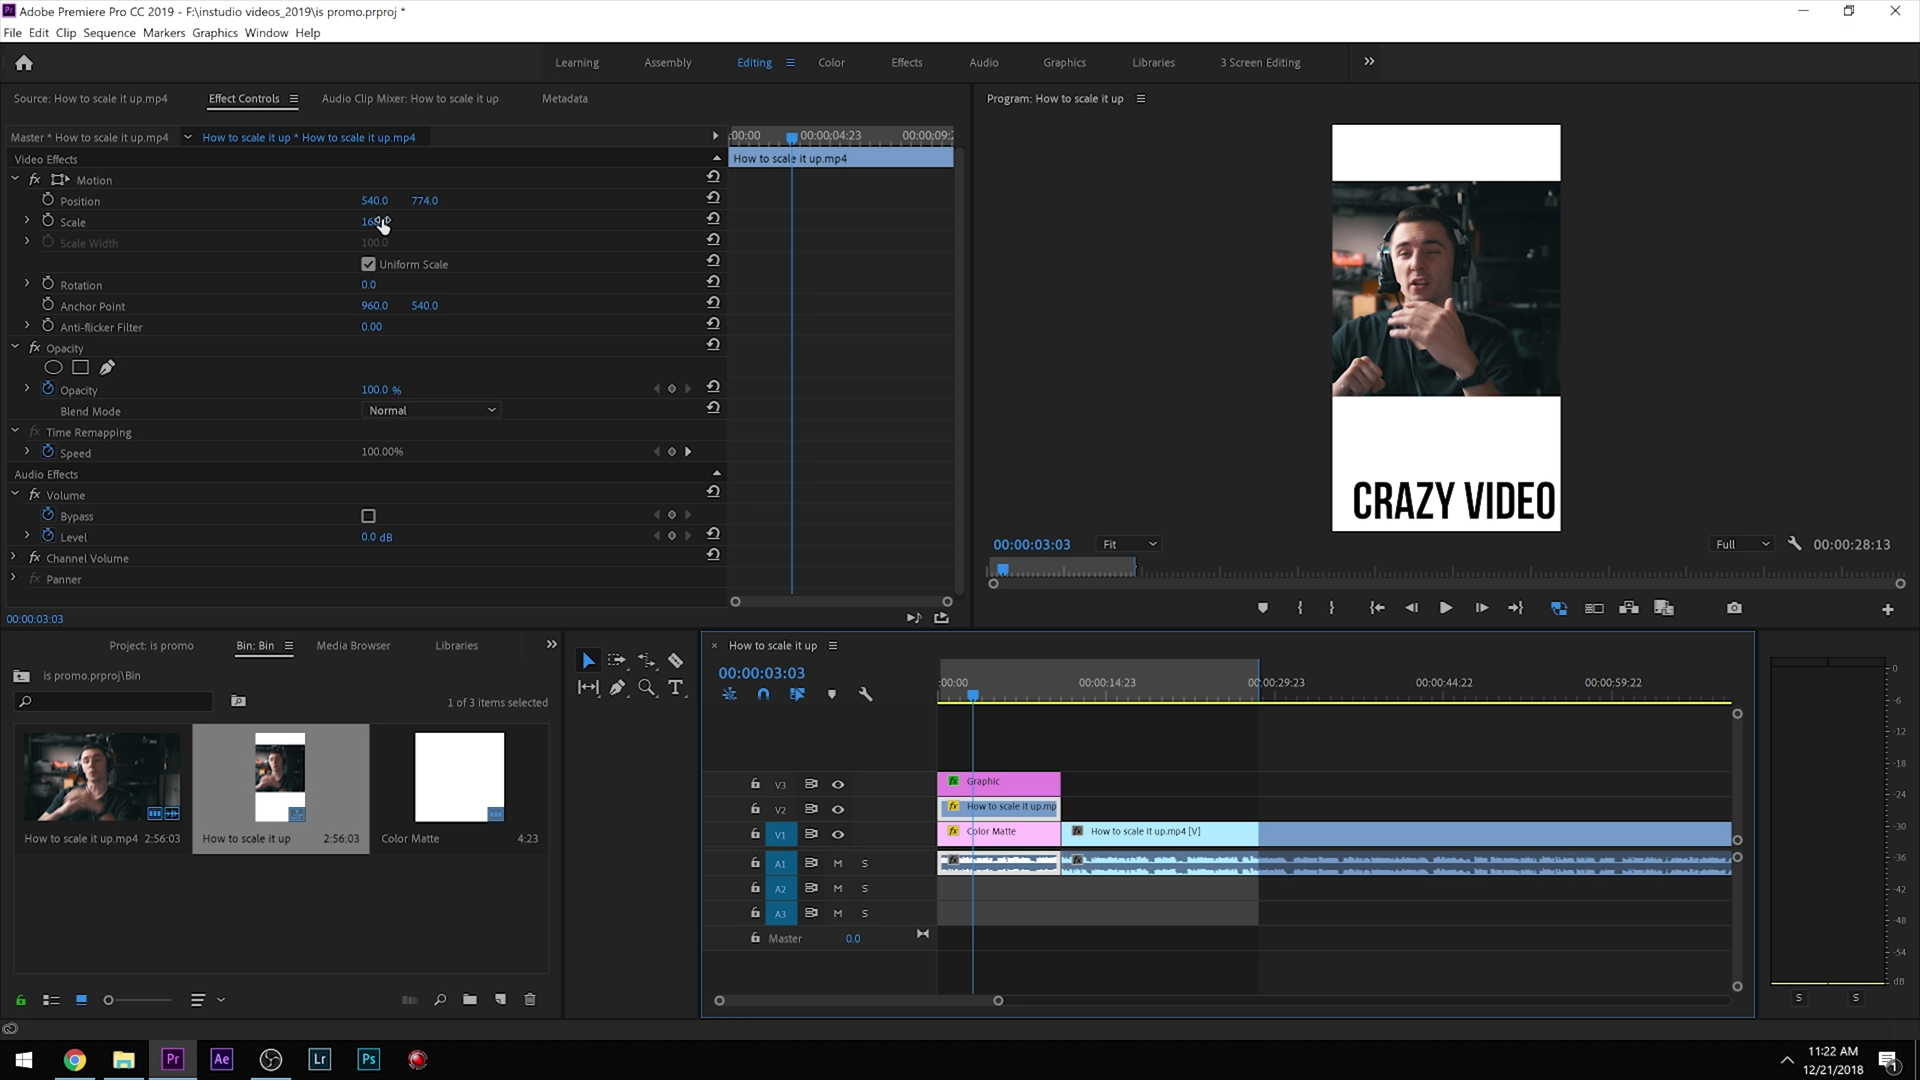 Adobe Premiere Pro CC 2019 - F:\instudio videos_2019\is promo.prproj *
File Edit Clip Sequence Markers Graphics Window Help
Learning Assembly Editing Color Effects Audio Graphics Libraries 3 Screen Editing
Source: How to scale it up.mp4 Effect Controls Audio Clip Mixer: How to scale it up Metadata
Master * How to scale it up.mp4 How to scale it up * How to scale it up.mp4
:00:00 00:00:04:23 00:00:09:2
Video Effects
How to scale it up.mp4
fx Motion
Position 540.0 774.0
Scale
Scale Width 100.0
Uniform Scale
Rotation 0.0
Anchor Point 960.0 540.0
Anti-flicker Filter 0.00
fx Opacity
Opacity 100.0 %
Blend Mode Normal
fx Time Remapping
Speed 100.00%
Audio Effects
fx Volume
Bypass
Level 0.0 dB
fx Channel Volume
fx Panner
00:00:03:03
Program: How to scale it up
CRAZY VIDEO
00:00:03:03 Fit Full 00:00:28:13
Project: is promo Bin: Bin Media Browser Libraries
is promo.prproj\Bin
1 of 3 items selected
How to scale it up.mp4 2:56:03
How to scale it up 2:56:03
Color Matte 4:23
How to scale it up
00:00:03:03
:00:00 00:00:14:23 00:00:29:23 00:00:44:22 00:00:59:22
V3 fx Graphic
V2 fx How to scale it up.mp
V1 fx Color Matte fx How to scale it up.mp4 [V]
A1 M S fx fx
A2 M S
A3 M S
Master 0.0
0
-6
-12
-18
-24
-30
-36
-42
-48
-54
dB
S S
Pr Ae Lr Ps
11:22 AM
12/21/2018
1